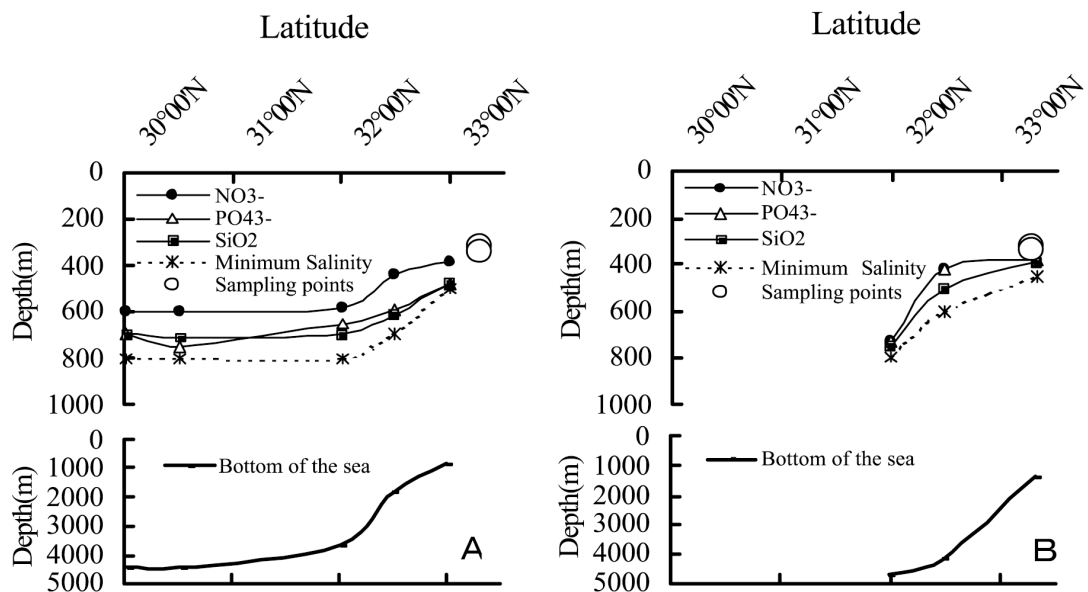 Latitude
30°00'N 31°00'N 32°00'N 33°00'N
0
200
400
600
800
1000
Depth(m)
NO3-
PO43-
SiO2
Minimum Salinity
Sampling points
0
1000
2000
3000
4000
5000
Depth(m)
Bottom of the sea
A
Latitude
30°00'N 31°00'N 32°00'N 33°00'N
0
200
400
600
800
1000
Depth(m)
NO3-
PO43-
SiO2
Minimum Salinity
Sampling points
0
1000
2000
3000
4000
5000
Depth(m)
Bottom of the sea
B